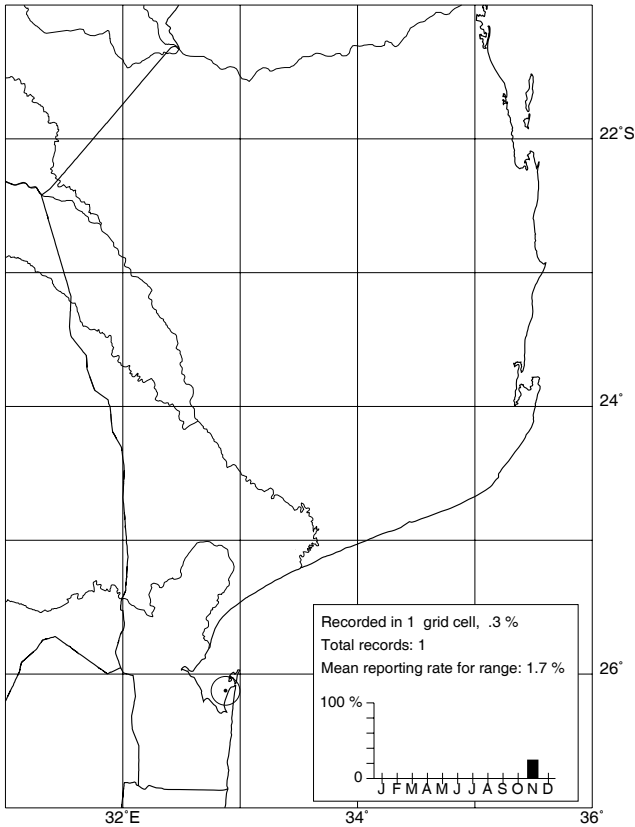 22˚S
24˚
Recorded in 1 grid cell, .3 %
Total records: 1
Mean reporting rate for range: 1.7 %
26˚
100 %
0
J F M A M J J A S O N D
32˚E
34˚
36˚